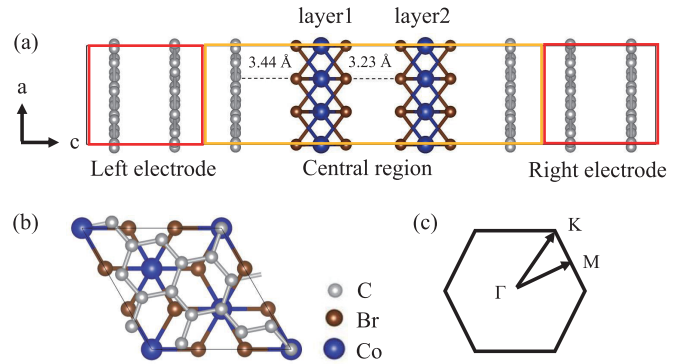 layer1 layer2
(a)
3.44 Å 3.23 Å
a
c
Left electrode Central region Right electrode
(b) (c)
K
M
Γ
C
Br
Co